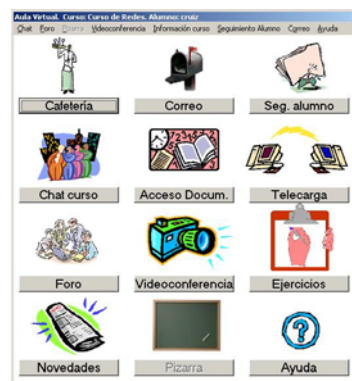 Aula Virtual. Curso: Curso de Redes. Alumno: cruiz
Chat Foro Pizarra Videoconferencia Información curso Seguimiento Alumno Correo Ayuda
Cafetería Correo Seg. alumno
Chat curso Acceso Docum. Telecarga
Foro Videoconferencia Ejercicios
Novedades Pizarra Ayuda